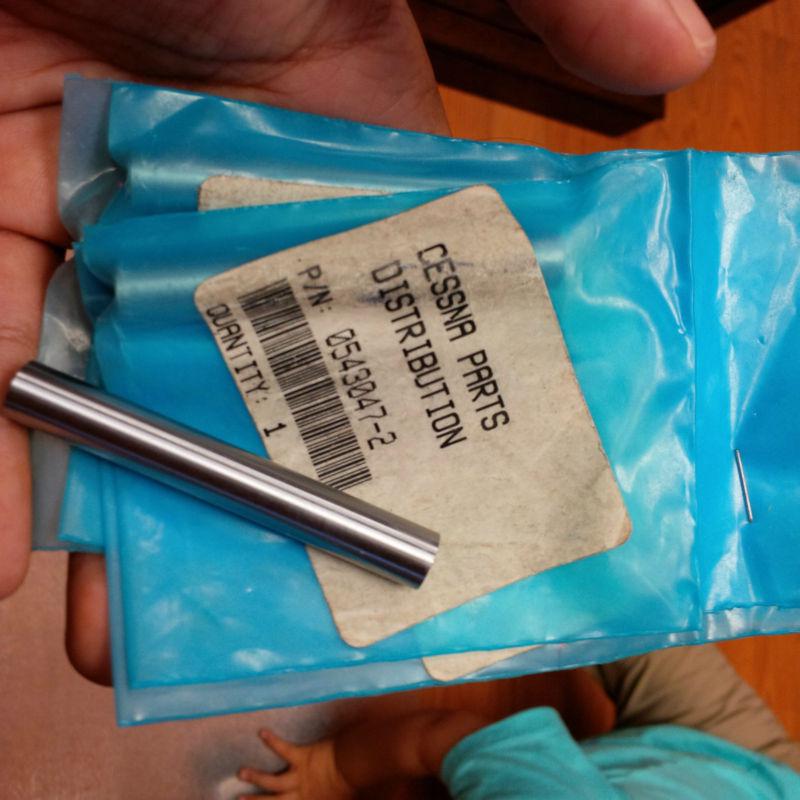 CESSNA PARTS
DISTRIBUTION
P/N: 0543047-2
QUANTITY: 1